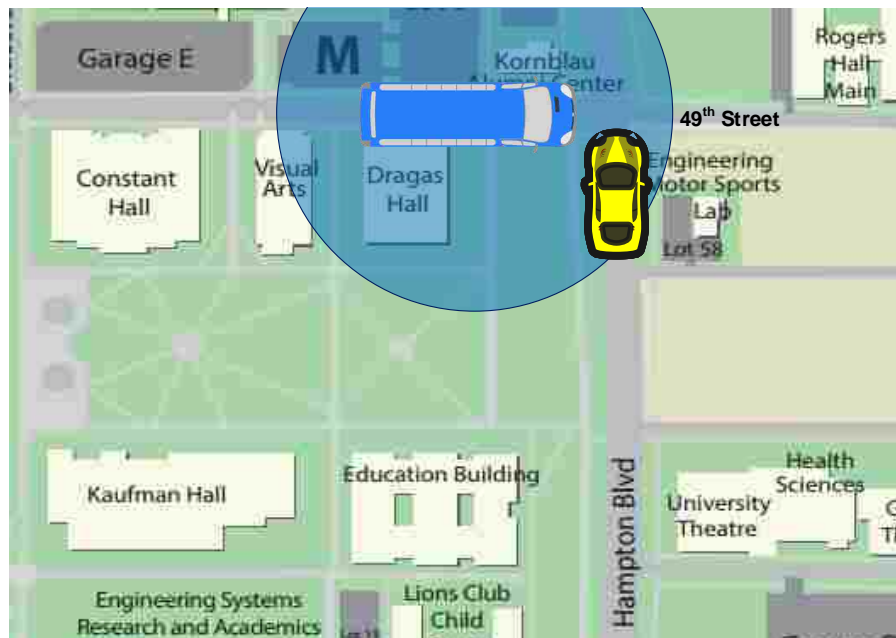 Garage E
M
Kornblau
Alumni Center
Rogers
Hall
Main
49th Street
Constant
Hall
Visual
Arts
Dragas
Hall
Engineering
Motor Sports
Lab
Lot 58
Kaufman Hall
Education Building
Hampton Blvd
Health
Sciences
University
Theatre
Engineering Systems
Research and Academics
Lions Club
Child